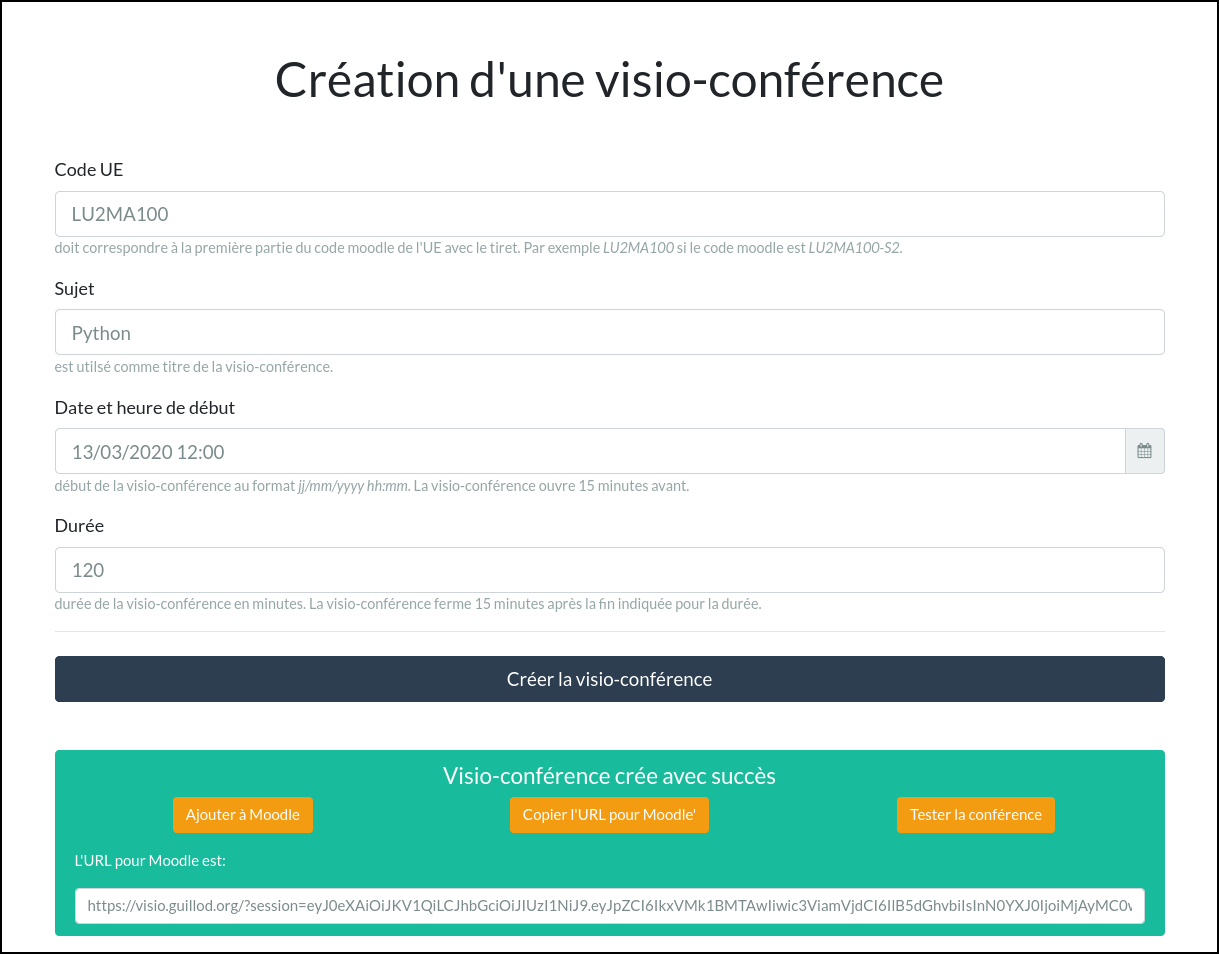 Création d'une visio-conférence
Code UE
LU2MA100
doit correspondre à la première partie du code moodle de l'UE avec le tiret. Par exemple LU2MA100 si le code moodle est LU2MA100-S2.
Sujet
Python
est utilsé comme titre de la visio-conférence.
Date et heure de début
13/03/2020 12:00
début de la visio-conférence au format jj/mm/yyyy hh:mm. La visio-conférence ouvre 15 minutes avant.
Durée
120
durée de la visio-conférence en minutes. La visio-conférence ferme 15 minutes après la fin indiquée pour la durée.
Créer la visio-conférence
Visio-conférence crée avec succès
Ajouter à Moodle Copier l'URL pour Moodle' Tester la conférence
L'URL pour Moodle est:
https://visio.guillod.org/?session=eyJ0eXAiOiJKV1QiLCJhbGciOiJIUzI1NiJ9.eyJpZCI6IkxVMk1BMTAwIiwic3ViamVjdCI6IlB5dGhvbiIsInN0YXJ0IjoiMjAyMC0v